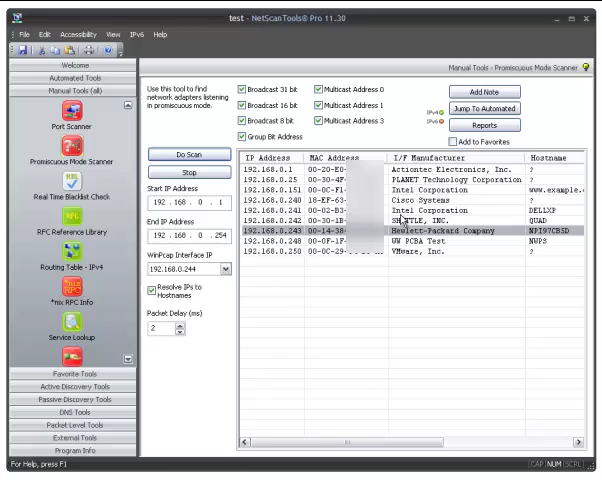 test - NetScanTools® Pro 11.30
File Edit Accessibility View IPv6 Help
Welcome
Automated Tools
Manual Tools (all)
Port Scanner
Promiscuous Mode Scanner
Real Time Blacklist Check
RFC Reference Library
Routing Table - IPv4
*nix RPC Info
Service Lookup
Favorite Tools
Active Discovery Tools
Passive Discovery Tools
DNS Tools
Packet Level Tools
External Tools
Program Info
Manual Tools - Promiscuous Mode Scanner
Use this tool to find
network adapters listening
in promiscuous mode.
Broadcast 31 bit Multicast Address 0
Broadcast 16 bit Multicast Address 1
Broadcast 8 bit Multicast Address 3
Group Bit Address
IPv4
IPv6
Add Note
Jump To Automated
Reports
Add to Favorites
Do Scan
Stop
Start IP Address
192 . 168 . 0 . 1
End IP Address
192 . 168 . 0 . 254
WinPcap Interface IP
192.168.0.244
Resolve IPs to
Hostnames
Packet Delay (ms)
2
IP Address MAC Address I/F Manufacturer Hostname
192.168.0.1 00-20-E0- Actiontec Electronics, Inc. ?
192.168.0.25 00-30-4F- PLANET Technology Corporation ?
192.168.0.151 00-0C-F1- Intel Corporation www.example.
192.168.0.240 18-EF-63- Cisco Systems ?
192.168.0.241 00-02-B3- Intel Corporation DELLXP
192.168.0.242 00-30-1B- SHUTTLE, INC. QUAD
192.168.0.243 00-14-38- Hewlett-Packard Company NPI97CB5D
192.168.0.248 00-0F-1F- WW PCBA Test NWPS
192.168.0.250 00-0C-29- VMware, Inc. ?
For Help, press F1
CAP NUM SCRL